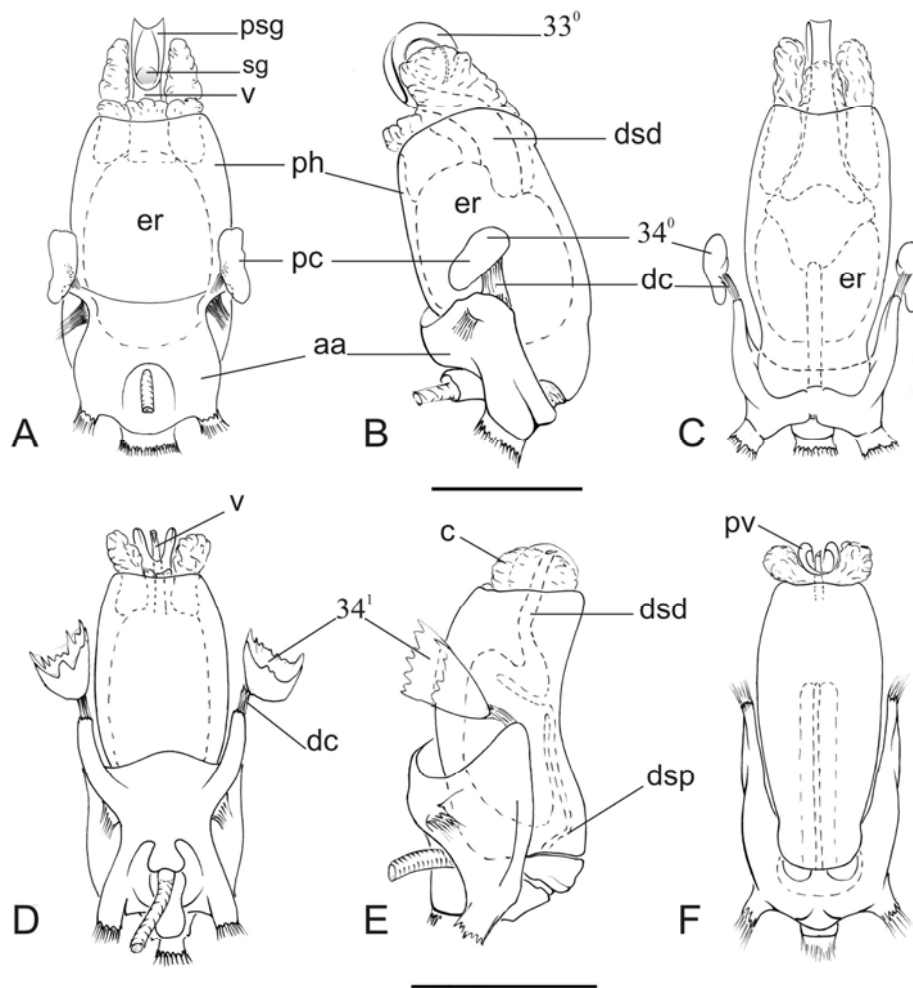 psg
sg
v
ph
er
pc
aa
A
33⁰
dsd
er
34⁰
dc
B
er
C
v
34¹
dc
D
c
dsd
dsp
E
pv
F